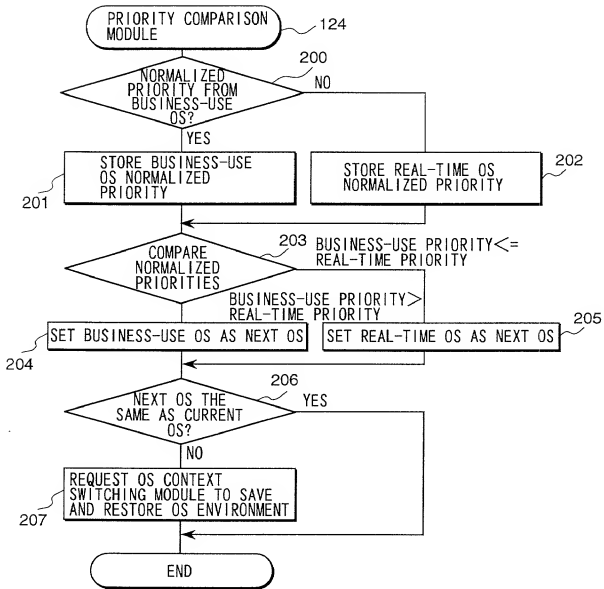 PRIORITY COMPARISON
MODULE
124
200
NORMALIZED
PRIORITY FROM
BUSINESS-USE
OS?
NO
YES
STORE BUSINESS-USE
OS NORMALIZED
PRIORITY
201
STORE REAL-TIME OS
NORMALIZED PRIORITY
202
203
COMPARE
NORMALIZED
PRIORITIES
BUSINESS-USE PRIORITY<=
REAL-TIME PRIORITY
BUSINESS-USE PRIORITY>
REAL-TIME PRIORITY
SET BUSINESS-USE OS AS NEXT OS
204
SET REAL-TIME OS AS NEXT OS
205
206
NEXT OS THE
SAME AS CURRENT
OS?
YES
NO
REQUEST OS CONTEXT
SWITCHING MODULE TO SAVE
AND RESTORE OS ENVIRONMENT
207
END